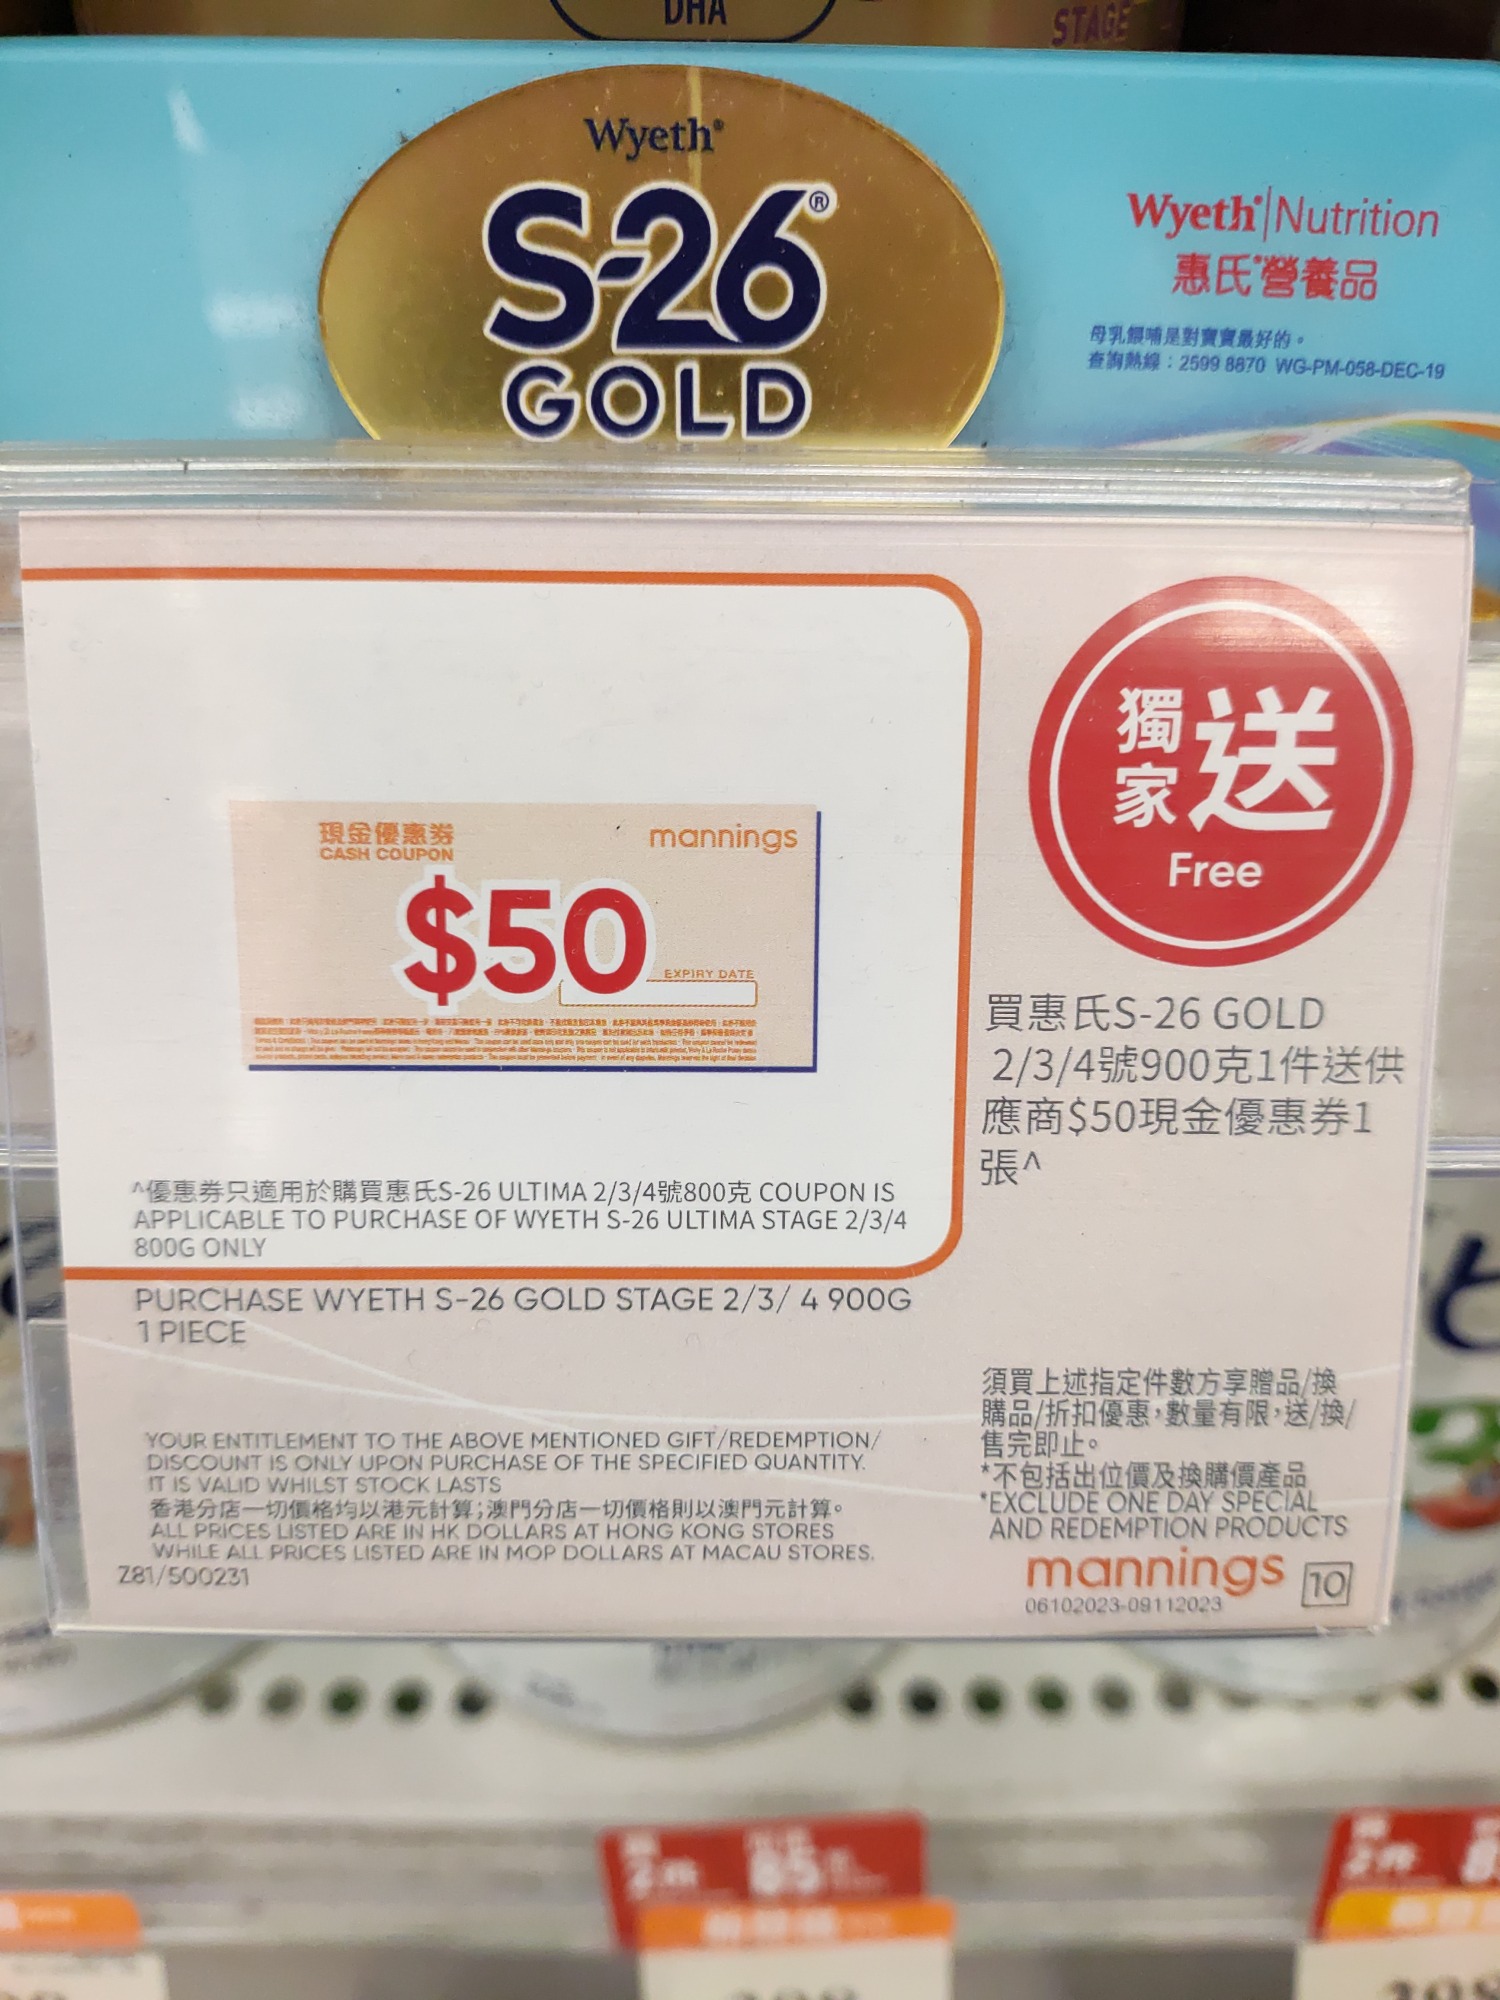 DHA
STAGE
Wyeth®
S-26®
GOLD
Wyeth® | Nutrition
惠氏®營養品
母乳餵哺是對寶寶最好的。
查詢熱線：2599 8870 WG-PM-058-DEC-19
獨家送
Free
現金優惠券
CASH COUPON
mannings
$50
EXPIRY DATE
買惠氏S-26 GOLD
2/3/4號900克1件送供
應商$50現金優惠券1
張^
^優惠券只適用於購買惠氏S-26 ULTIMA 2/3/4號800克 COUPON IS
APPLICABLE TO PURCHASE OF WYETH S-26 ULTIMA STAGE 2/3/4
800G ONLY
PURCHASE WYETH S-26 GOLD STAGE 2/3/ 4 900G
1 PIECE
須買上述指定件數方享贈品/換
購品/折扣優惠，數量有限，送/換/
售完即止。
*不包括出位價及換購價產品
*EXCLUDE ONE DAY SPECIAL
AND REDEMPTION PRODUCTS
YOUR ENTITLEMENT TO THE ABOVE MENTIONED GIFT/REDEMPTION/
DISCOUNT IS ONLY UPON PURCHASE OF THE SPECIFIED QUANTITY.
IT IS VALID WHILST STOCK LASTS
香港分店一切價格均以港元計算；澳門分店一切價格則以澳門元計算。
ALL PRICES LISTED ARE IN HK DOLLARS AT HONG KONG STORES
WHILE ALL PRICES LISTED ARE IN MOP DOLLARS AT MACAU STORES.
Z81/500231
mannings 10
06102023-09112023